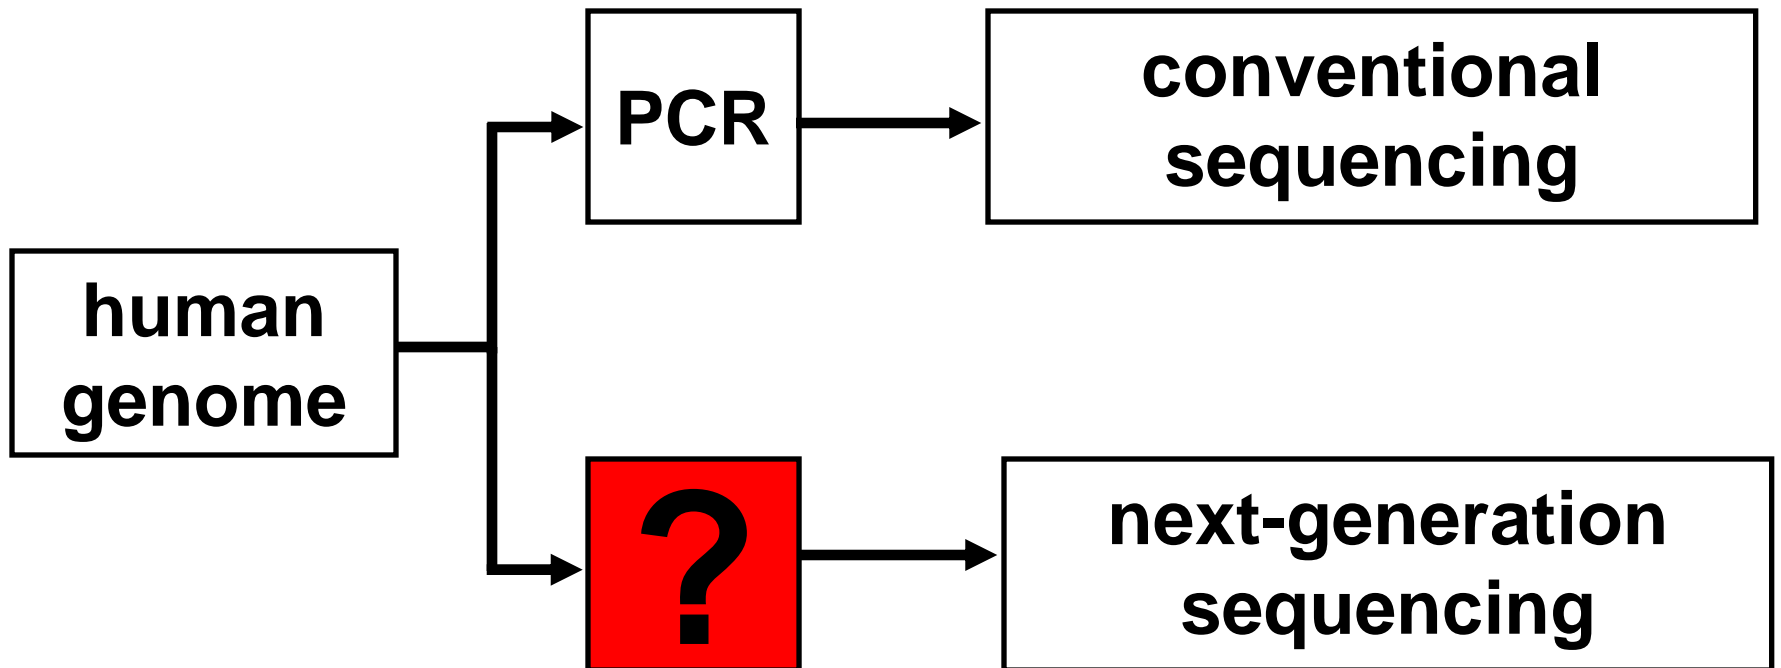 PCR
conventional
sequencing
human
genome
?
next-generation
sequencing